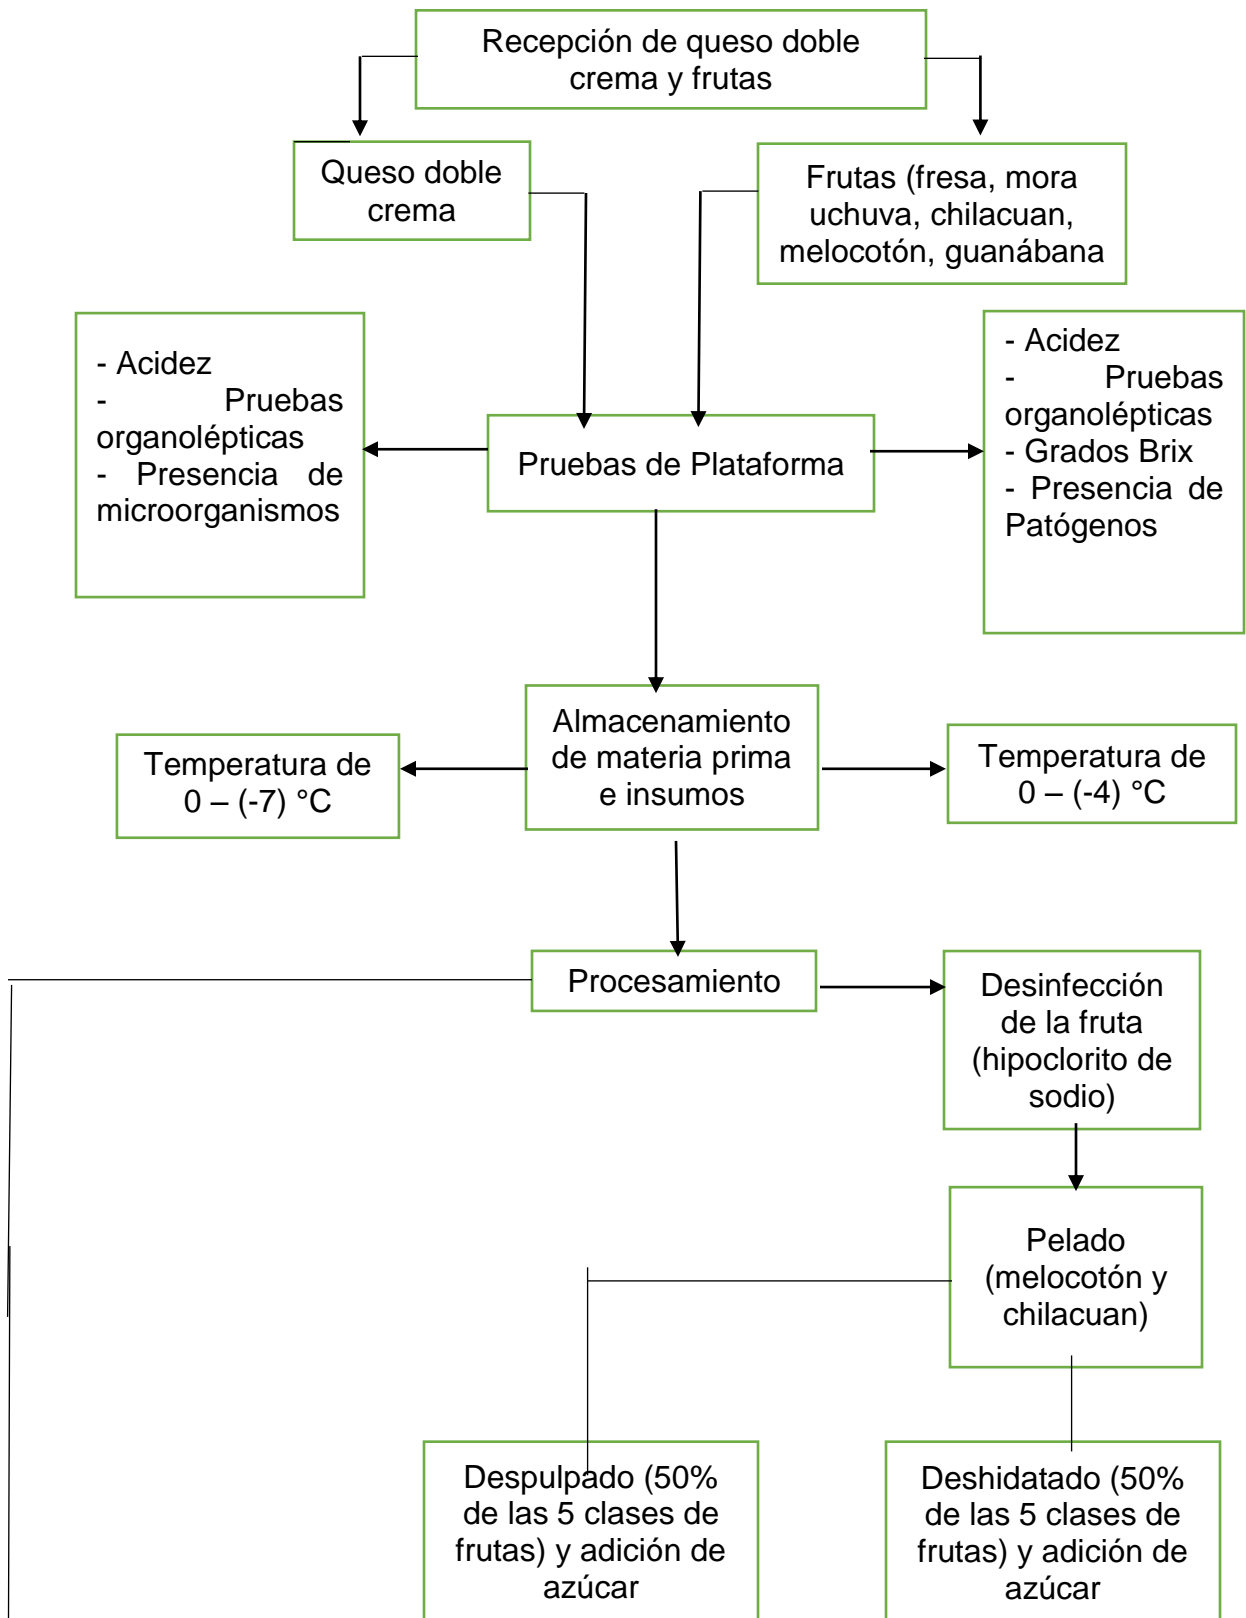 Recepción de queso doble
crema y frutas
Queso doble
crema
Frutas (fresa, mora
uchuva, chilacuan,
melocotón, guanábana
- Acidez
- Pruebas
organolépticas
- Presencia de
microorganismos
Pruebas de Plataforma
- Acidez
- Pruebas
organolépticas
- Grados Brix
- Presencia de
Patógenos
Temperatura de
0 – (-7) °C
Almacenamiento
de materia prima
e insumos
Temperatura de
0 – (-4) °C
Procesamiento
Desinfección
de la fruta
(hipoclorito de
sodio)
Pelado
(melocotón y
chilacuan)
Despulpado (50%
de las 5 clases de
frutas) y adición de
azúcar
Deshidatado (50%
de las 5 clases de
frutas) y adición de
azúcar